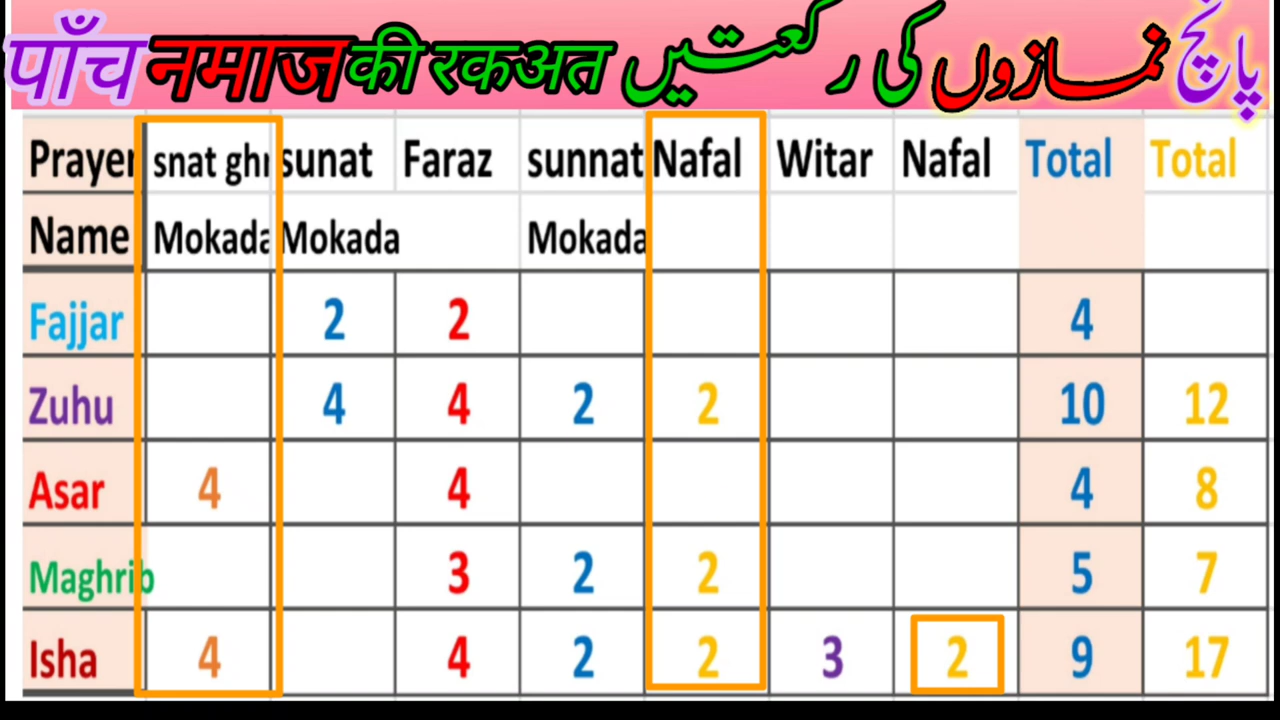 पाँच नमाज की रकअत پانچ نمازوں کی رکعتیں
Prayer snat ghr sunat Faraz sunnat Nafal Witar Nafal Total Total
Name Mokada Mokada Mokada
Fajjar 2 2 4
Zuhu 4 4 2 2 10 12
Asar 4 4 4 8
Maghrib 3 2 2 5 7
Isha 4 4 2 2 3 2 9 17